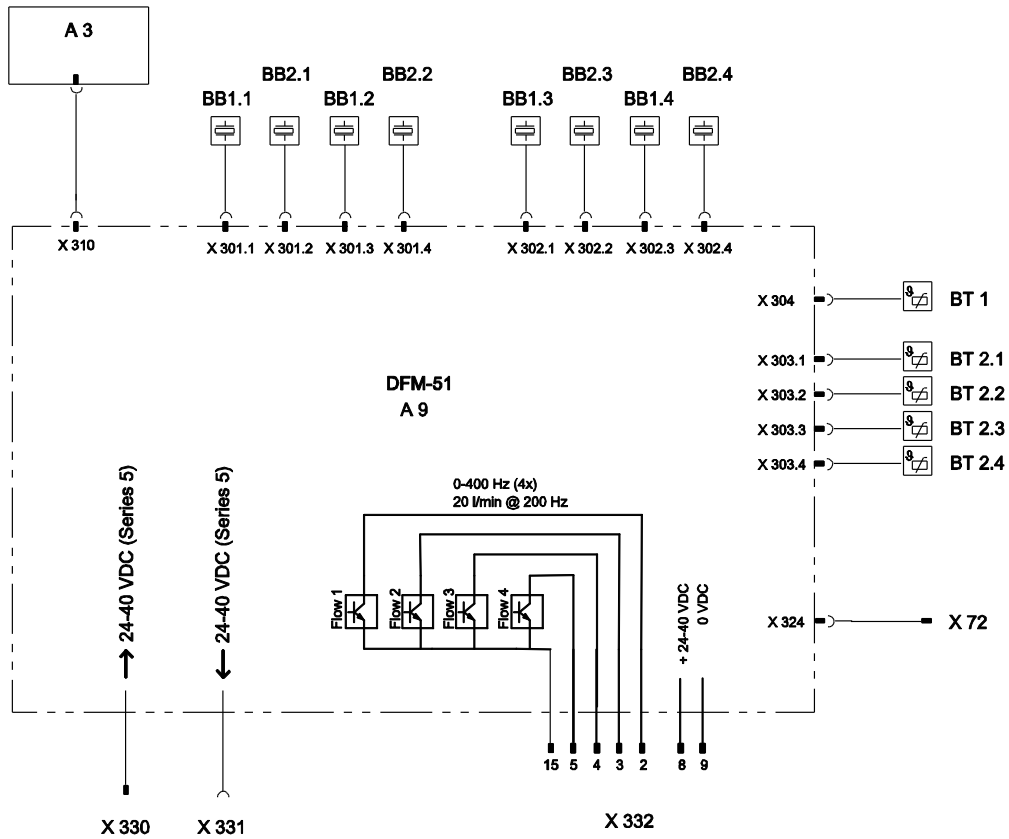 A 3
BB2.1
BB2.2
BB2.3
BB2.4
BB1.1
BB1.2
BB1.3
BB1.4
X 310
X 301.1
X 301.2
X 301.3
X 301.4
X 302.1
X 302.2
X 302.3
X 302.4
X 304
ϑ
BT 1
X 303.1
ϑ
BT 2.1
X 303.2
ϑ
BT 2.2
X 303.3
ϑ
BT 2.3
X 303.4
ϑ
BT 2.4
DFM-51
A 9
24-40 VDC (Series 5)
24-40 VDC (Series 5)
0-400 Hz (4x)
20 l/min @ 200 Hz
Flow 1
Flow 2
Flow 3
Flow 4
+ 24-40 VDC
0 VDC
X 324
X 72
15
5
4
3
2
8
9
X 330
X 331
X 332